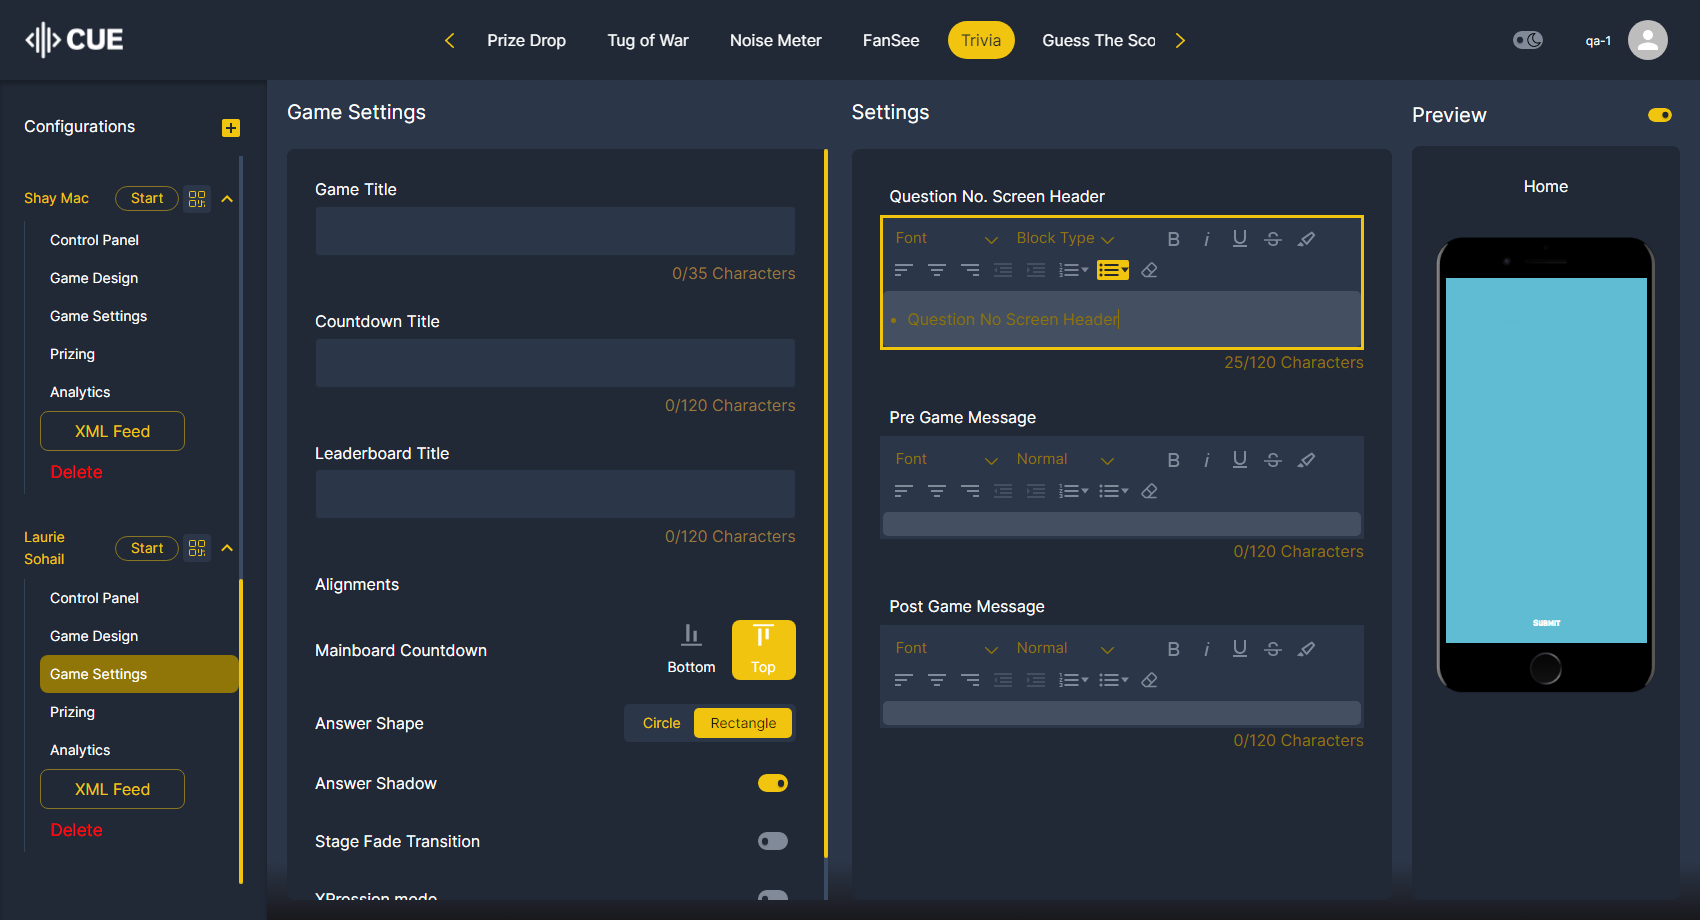 CUE
Prize Drop
Tug of War
Noise Meter
FanSee
Trivia
Guess The Sco
qa-1
Configurations
Shay Mac
Start
Control Panel
Game Design
Game Settings
Prizing
Analytics
XML Feed
Delete
Laurie
Sohail
Start
Control Panel
Game Design
Game Settings
Prizing
Analytics
XML Feed
Delete
Game Settings
Game Title
0/35 Characters
Countdown Title
0/120 Characters
Leaderboard Title
0/120 Characters
Alignments
Mainboard Countdown
Bottom
Top
Answer Shape
Circle
Rectangle
Answer Shadow
Stage Fade Transition
XPression mode
Settings
Question No. Screen Header
Font
Block Type
B
i
U
S
• Question No Screen Header
25/120 Characters
Pre Game Message
Font
Normal
B
i
U
S
0/120 Characters
Post Game Message
Font
Normal
B
i
U
S
0/120 Characters
Preview
Home
SUBMIT